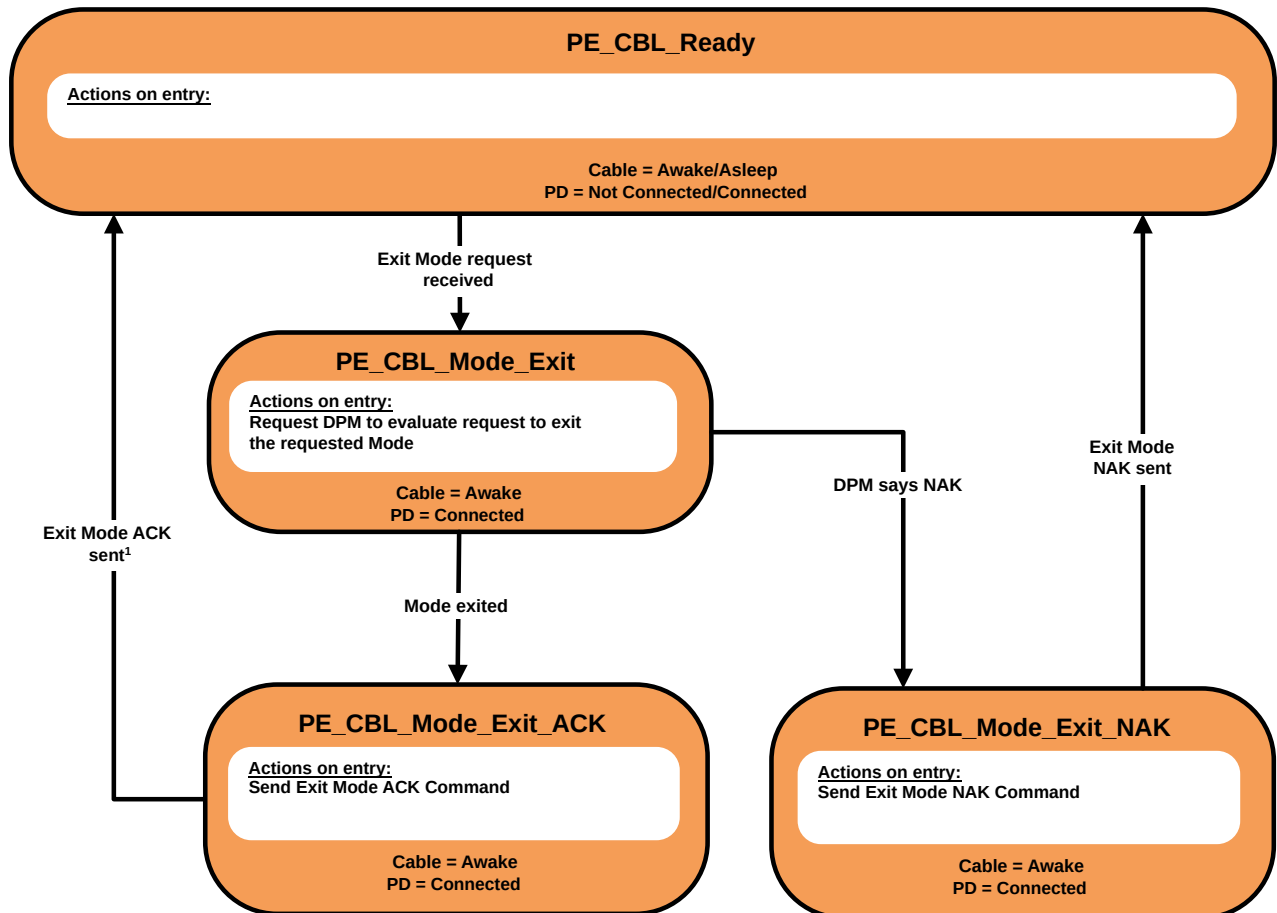 PE_CBL_Ready
Actions on entry:
Cable = Awake/Asleep
PD = Not Connected/Connected
Exit Mode request
received
PE_CBL_Mode_Exit
Actions on entry:
Request DPM to evaluate request to exit
the requested Mode
Cable = Awake
PD = Connected
DPM says NAK
Exit Mode
NAK sent
Exit Mode ACK
sent¹
Mode exited
PE_CBL_Mode_Exit_ACK
Actions on entry:
Send Exit Mode ACK Command
Cable = Awake
PD = Connected
PE_CBL_Mode_Exit_NAK
Actions on entry:
Send Exit Mode NAK Command
Cable = Awake
PD = Connected